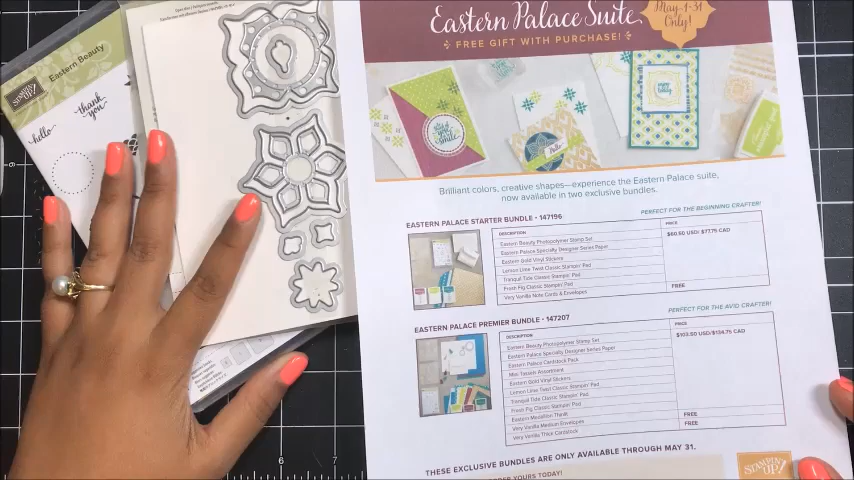 STAMPIN' UP!
Eastern Beauty
hello
thank you
Eastern Palace Suite
May 1-31
Only!
FREE GIFT WITH PURCHASE!
Brilliant colors, creative shapes—experience the Eastern Palace suite,
now available in two exclusive bundles.
EASTERN PALACE STARTER BUNDLE • 147196
PERFECT FOR THE BEGINNING CRAFTER!
DESCRIPTION
PRICE
Eastern Beauty Photopolymer Stamp Set
$60.50 USD/ $77.75 CAD
Eastern Palace Specialty Designer Series Paper
Eastern Gold Vinyl Stickers
Lemon Lime Twist Classic Stampin' Pad
Tranquil Tide Classic Stampin' Pad
Fresh Fig Classic Stampin' Pad
Very Vanilla Note Cards & Envelopes
FREE
EASTERN PALACE PREMIER BUNDLE • 147207
PERFECT FOR THE AVID CRAFTER!
DESCRIPTION
PRICE
Eastern Beauty Photopolymer Stamp Set
$103.50 USD/$134.75 CAD
Eastern Palace Specialty Designer Series Paper
Eastern Palace Cardstock Pack
Mini Tassels Assortment
Eastern Gold Vinyl Stickers
Lemon Lime Twist Classic Stampin' Pad
Tranquil Tide Classic Stampin' Pad
Fresh Fig Classic Stampin' Pad
Eastern Medallion Thinlit
FREE
Very Vanilla Medium Envelopes
FREE
Very Vanilla Thick Cardstock
THESE EXCLUSIVE BUNDLES ARE ONLY AVAILABLE THROUGH MAY 31.
YOURS TODAY!
STAMPIN' UP!
6
7